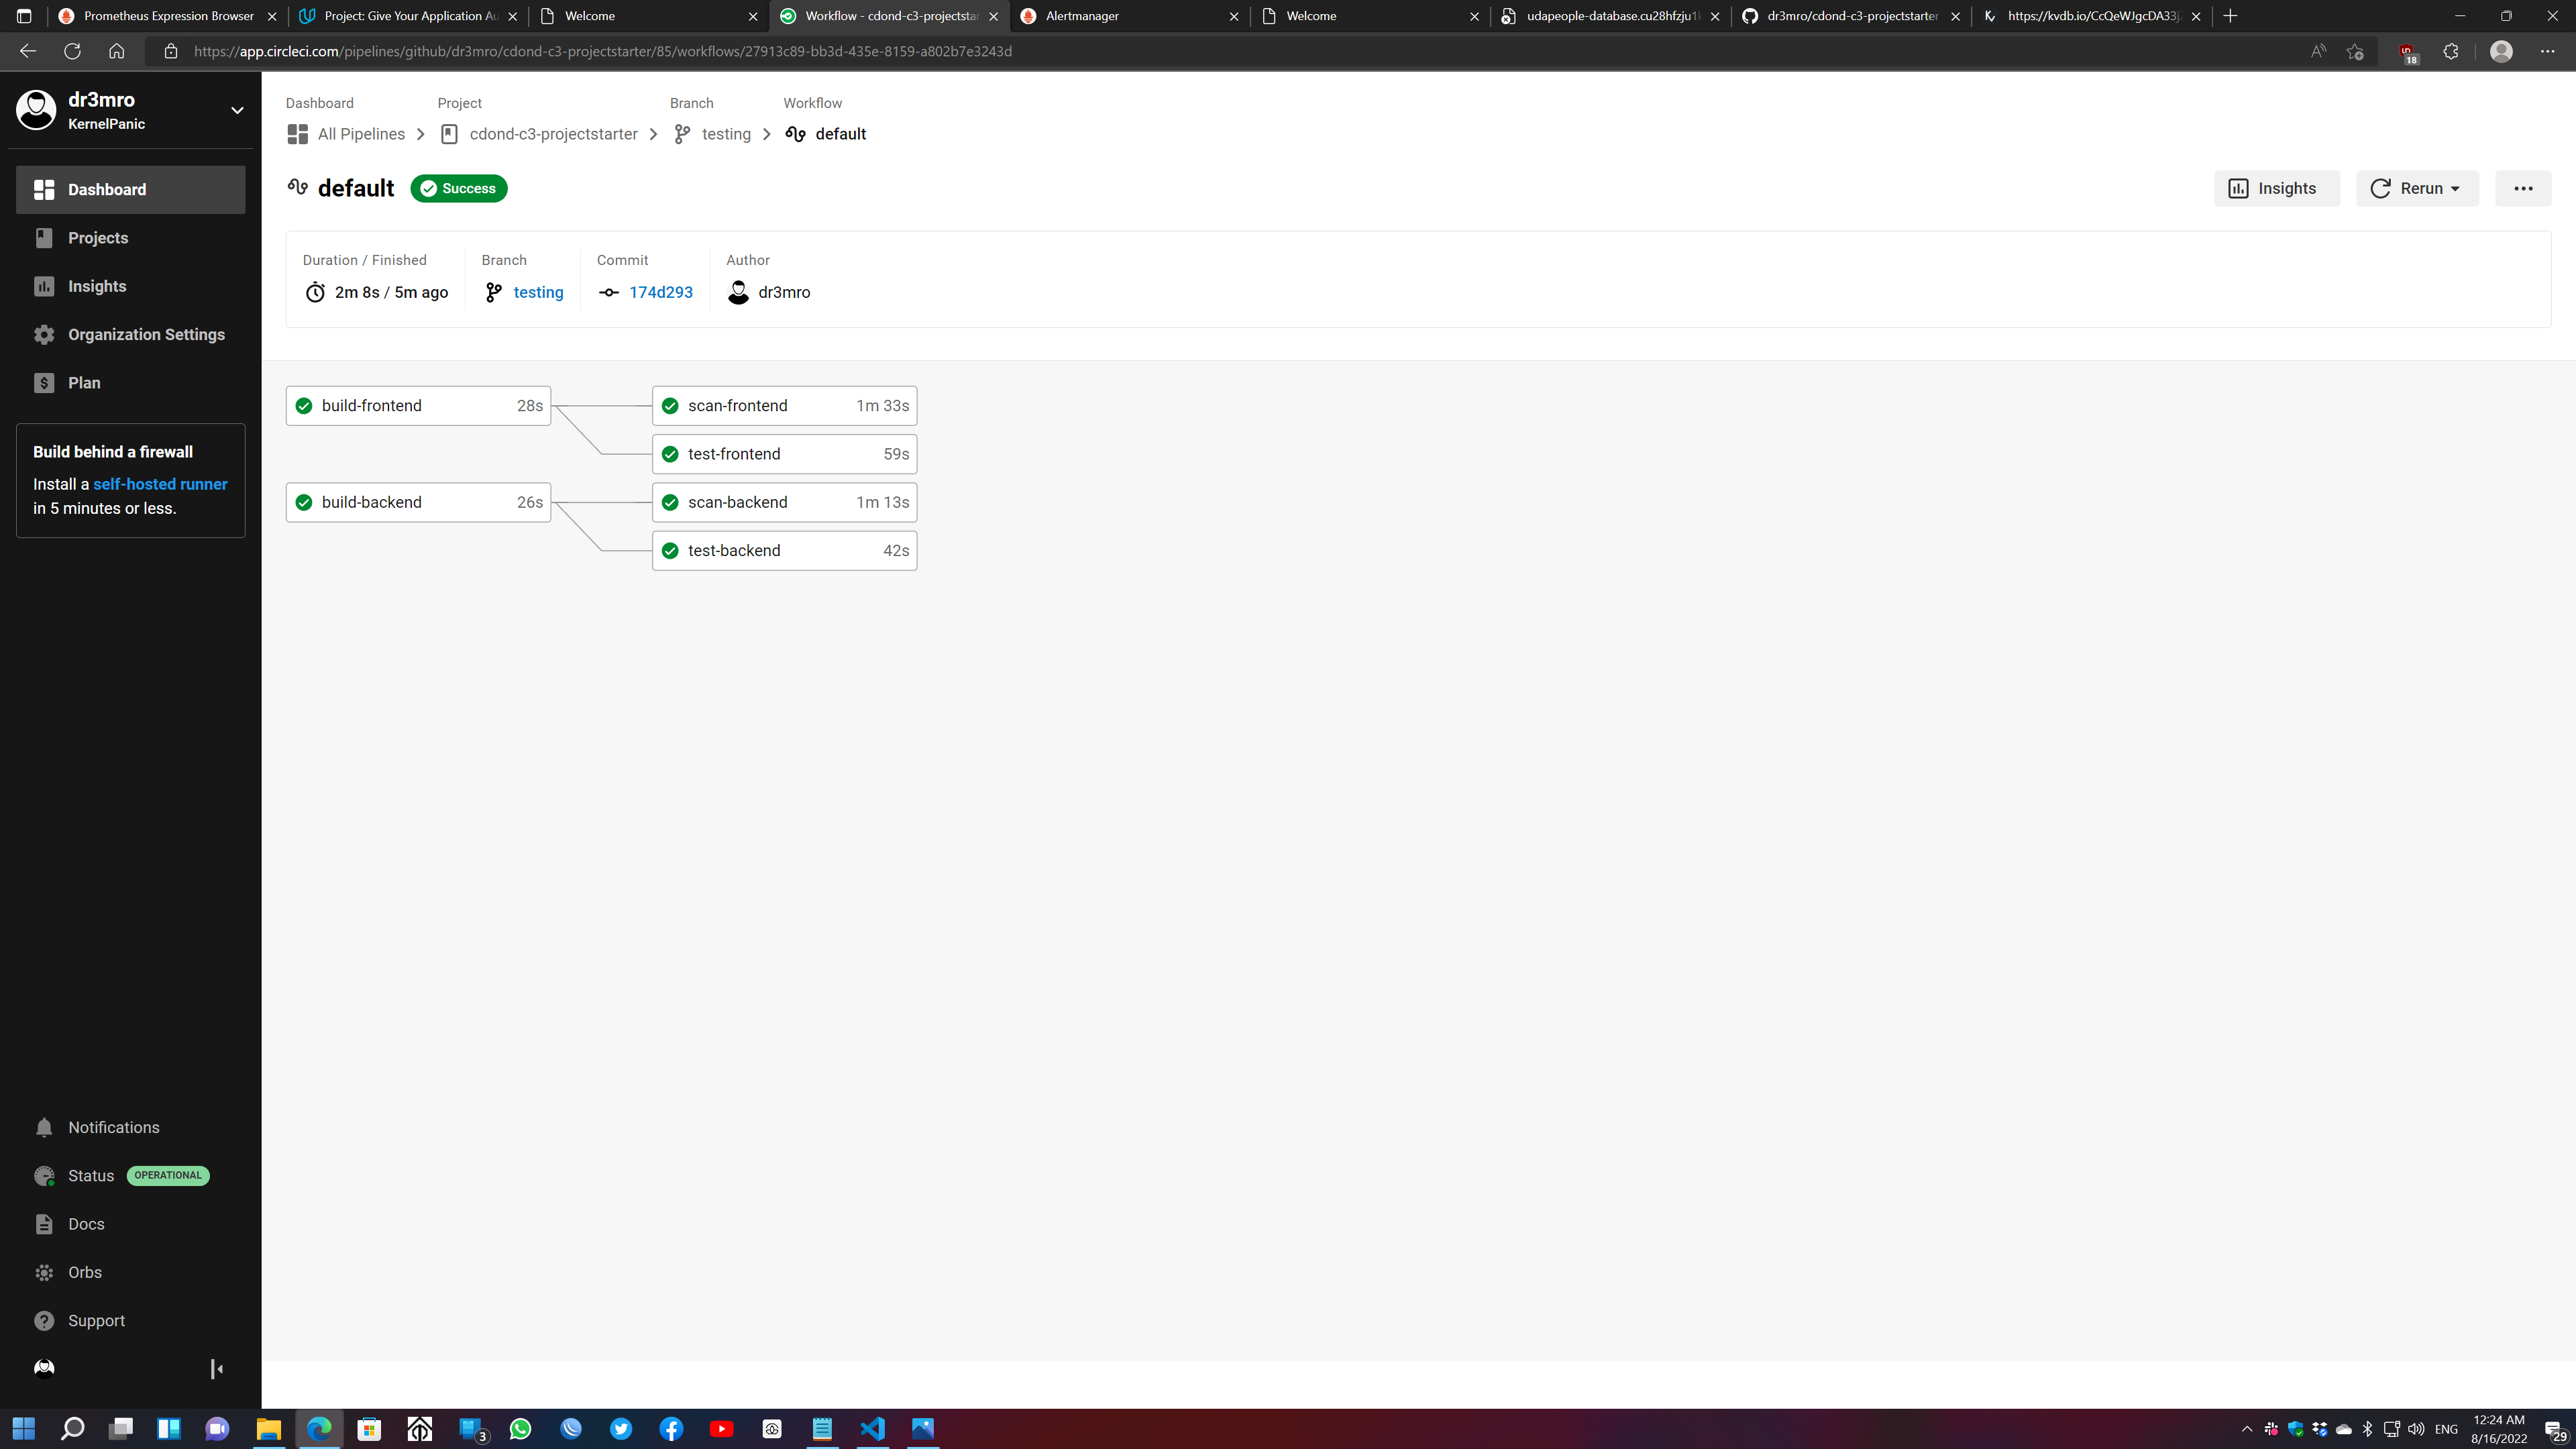 Prometheus Expression Browser
Project: Give Your Application Au
Welcome
Workflow - cdond-c3-projectstar
Alertmanager
Welcome
udapeople-database.cu28hfzju1
dr3mro/cdond-c3-projectstarter
https://kvdb.io/CcQeWJgcDA33j
https://app.circleci.com/pipelines/github/dr3mro/cdond-c3-projectstarter/85/workflows/27913c89-bb3d-435e-8159-a802b7e3243d
18
dr3mro
KernelPanic
Dashboard
Projects
Insights
Organization Settings
Plan
Build behind a firewall
Install a self-hosted runner
in 5 minutes or less.
Notifications
Status OPERATIONAL
Docs
Orbs
Support
Dashboard Project Branch Workflow
All Pipelines cdond-c3-projectstarter testing default
default Success
Insights Rerun
Duration / Finished Branch Commit Author
2m 8s / 5m ago testing 174d293 dr3mro
build-frontend 28s
scan-frontend 1m 33s
test-frontend 59s
build-backend 26s
scan-backend 1m 13s
test-backend 42s
3
ENG
12:24 AM
8/16/2022
29